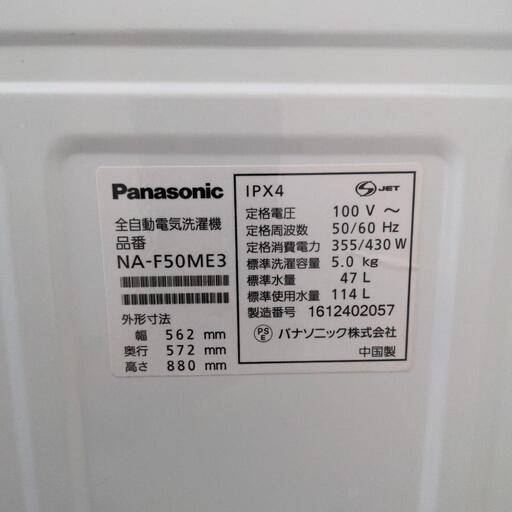 Panasonic
全自動電気洗濯機
品番
NA-F50ME3
外形寸法
幅 562 mm
奥行 572 mm
高さ 880 mm
IPX4
S JET
定格電圧 100 V ～
定格周波数 50/60 Hz
定格消費電力 355/430 W
標準洗濯容量 5.0 kg
標準水量 47 L
標準使用水量 114 L
製造番号 1612402057
PS E パナソニック株式会社
中国製